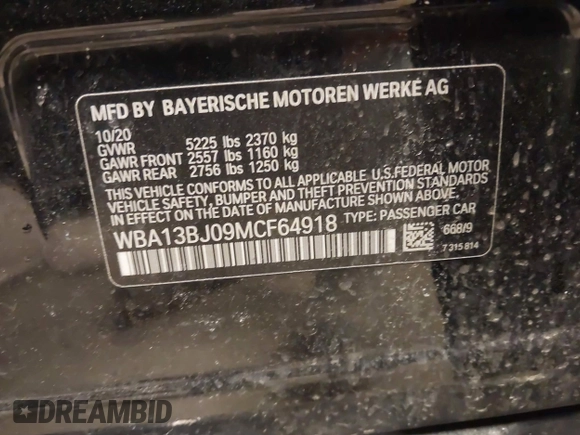 MFD BY BAYERISCHE MOTOREN WERKE AG
10/20
GVWR 5225 lbs 2370 kg
GAWR FRONT 2557 lbs 1160 kg
GAWR REAR 2756 lbs 1250 kg
THIS VEHICLE CONFORMS TO ALL APPLICABLE U.S.FEDERAL MOTOR
VEHICLE SAFETY, BUMPER AND THEFT PREVENTION STANDARDS
IN EFFECT ON THE DATE OF MANUFACTURE SHOWN ABOVE.
WBA13BJ09MCF64918 TYPE: PASSENGER CAR
668/9
7 315 814
DREAMBID